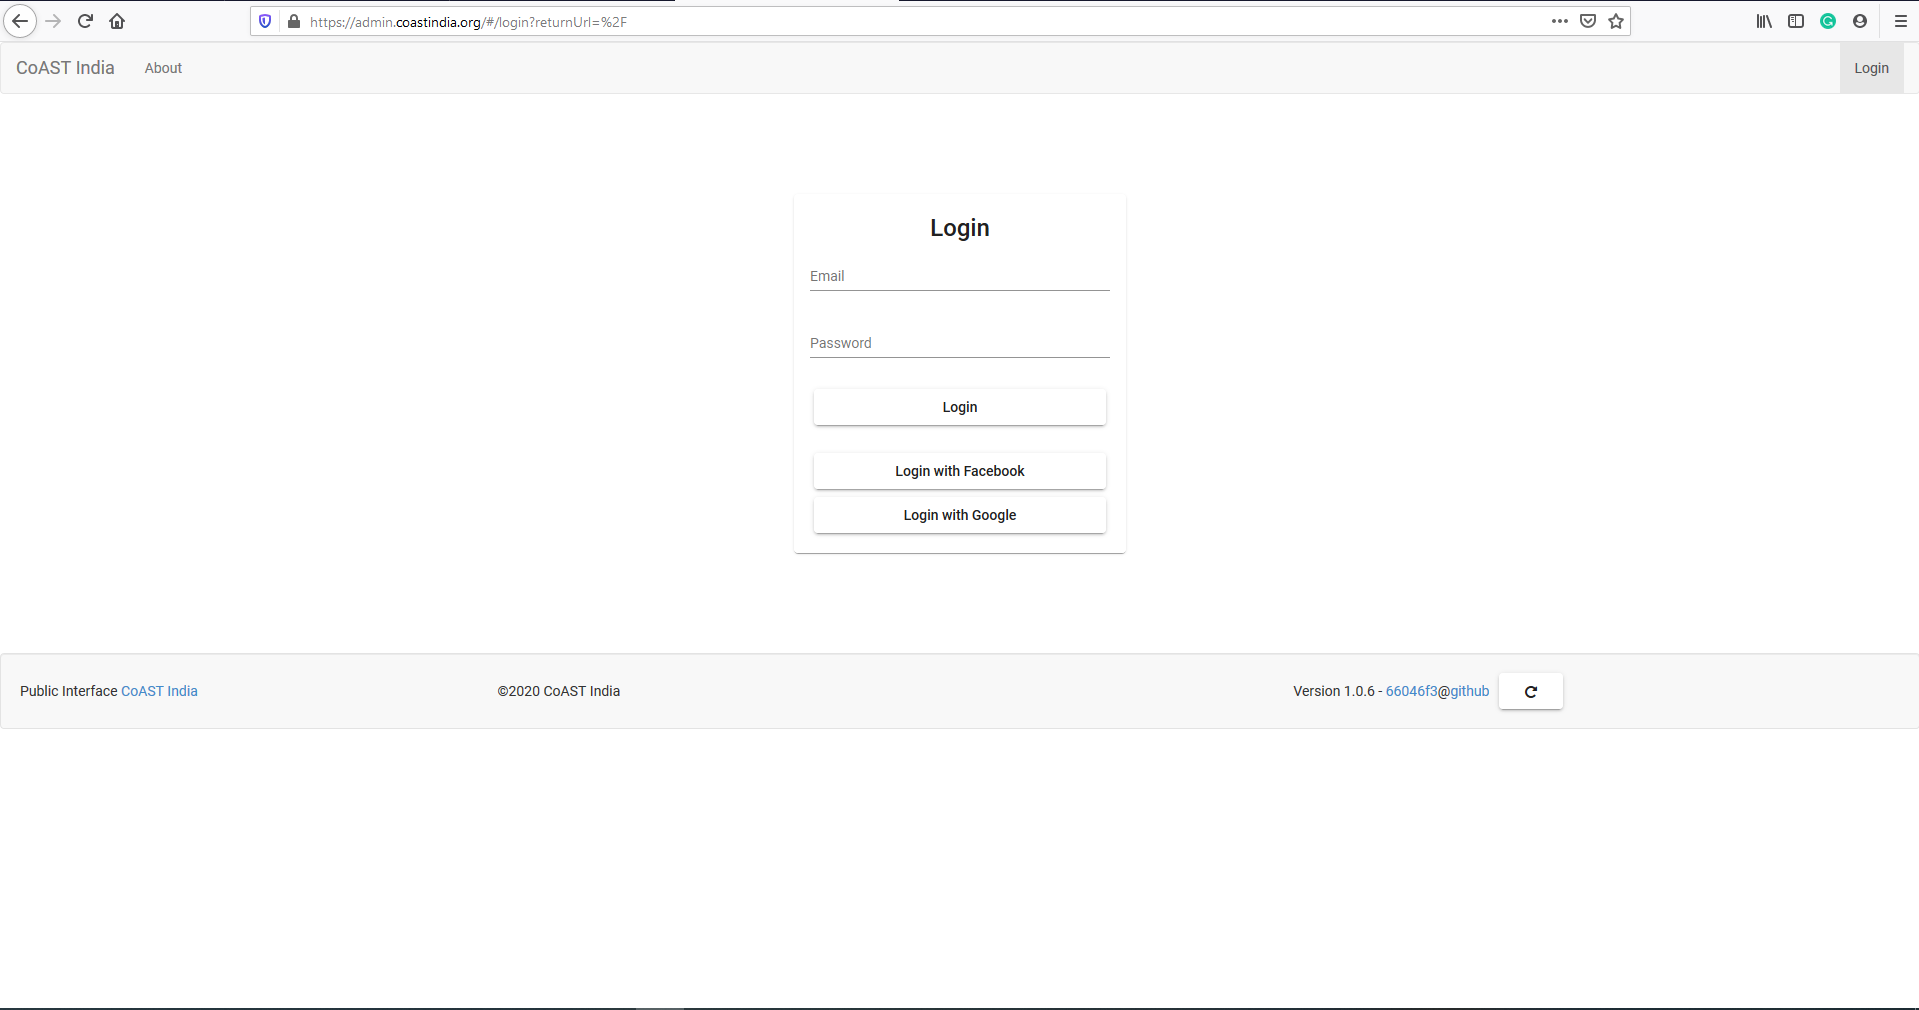 https://admin.coastindia.org/#/login?returnUrl=%2F
CoAST India About Login
Login
Email
Password
Login
Login with Facebook
Login with Google
Public Interface CoAST India ©2020 CoAST India Version 1.0.6 - 66046f3@github